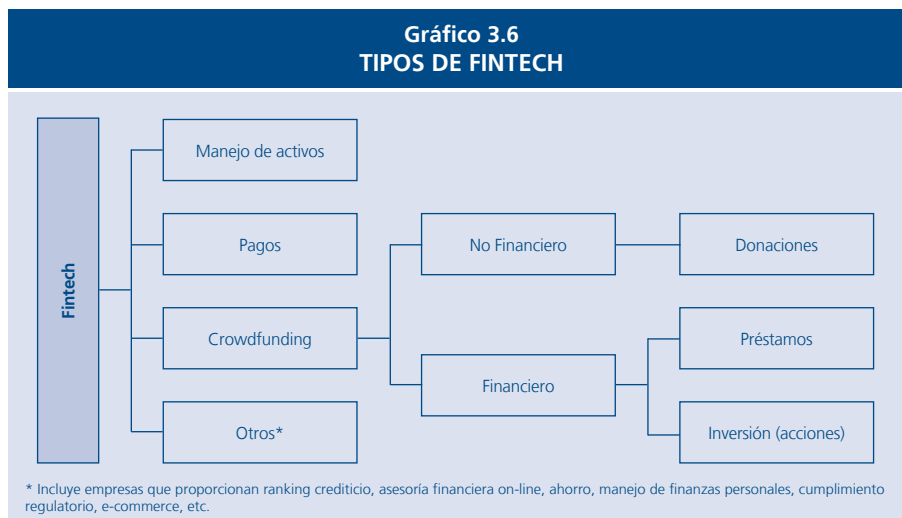 Gráfico 3.6
TIPOS DE FINTECH
Fintech
Manejo de activos
Pagos
No Financiero
Donaciones
Crowdfunding
Préstamos
Financiero
Otros*
Inversión (acciones)
* Incluye empresas que proporcionan ranking crediticio, asesoría financiera on-line, ahorro, manejo de finanzas personales, cumplimiento
regulatorio, e-commerce, etc.